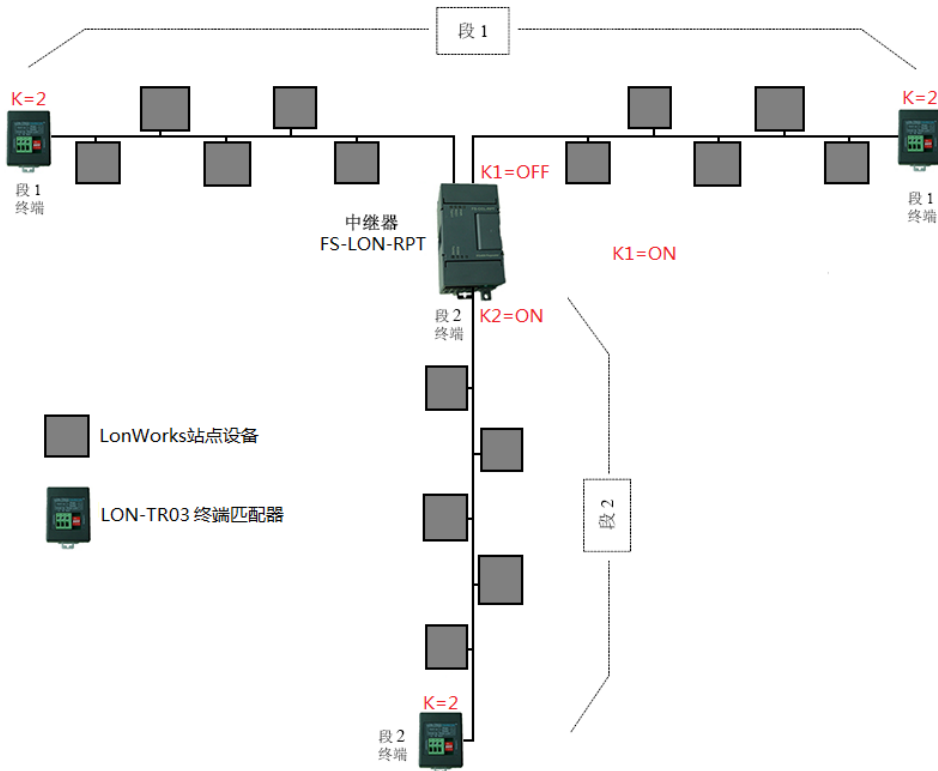 段 1
K=2
K=2
段 1
终端
K1=OFF
段 1
终端
中继器
FS-LON-RPT
K1=ON
段 2
终端
K2=ON
LonWorks站点设备
LON-TR03 终端匹配器
段 2
K=2
段 2
终端